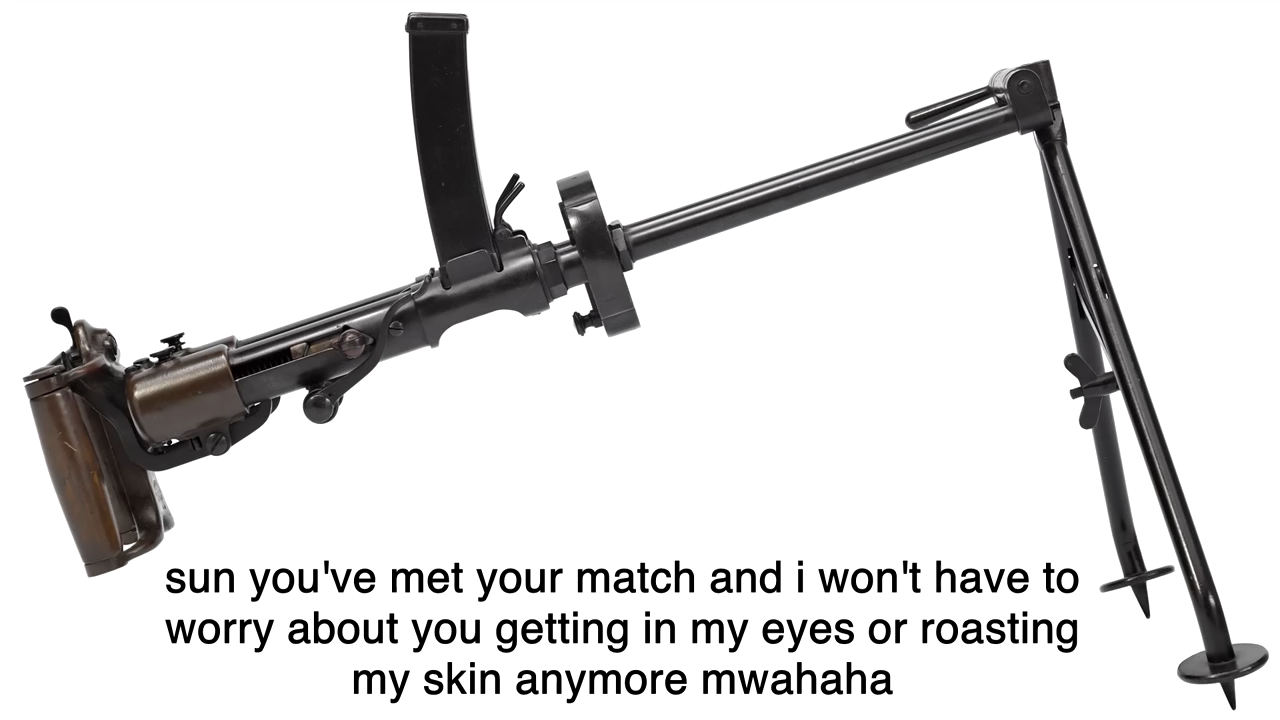 sun you've met your match and i won't have to
worry about you getting in my eyes or roasting
my skin anymore mwahaha